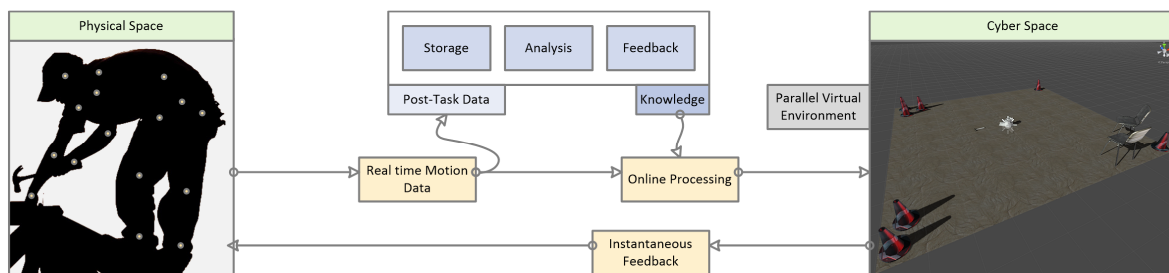 Physical Space
Storage
Analysis
Feedback
Post-Task Data
Knowledge
Cyber Space
Parallel Virtual
Environment
Real time Motion
Data
Online Processing
Instantaneous
Feedback